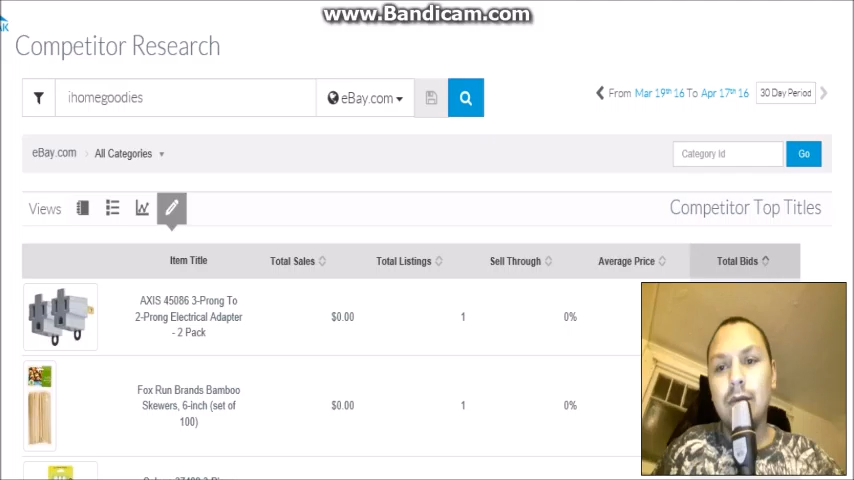 www.Bandicam.com
AK
Competitor Research
ihomegoodies
eBay.com
From Mar 19th 16 To Apr 17th 16
30 Day Period
eBay.com
All Categories
Category Id
Go
Views
Competitor Top Titles
Item Title
Total Sales
Total Listings
Sell Through
Average Price
Total Bids
AXIS 45086 3-Prong To
2-Prong Electrical Adapter
- 2 Pack
$0.00
1
0%
Fox Run Brands Bamboo
Skewers, 6-inch (set of
100)
$0.00
1
0%